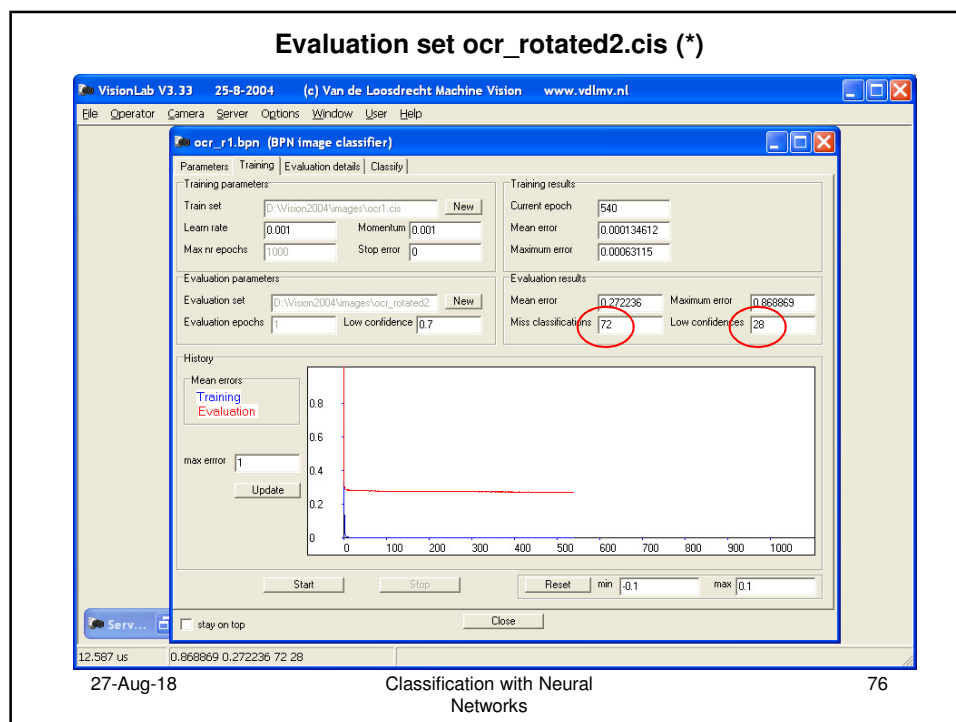 Evaluation set ocr_rotated2.cis (*)
VisionLab V3.33 25-8-2004 (c) Van de Loosdrecht Machine Vision www.vdlmv.nl
File Operator Camera Server Options Window User Help
ocr_r1.bpn (BPN image classifier)
Parameters Training Evaluation details Classify
Training parameters
Train set D:\Vision2004\images\ocr1.cis New
Learn rate 0.001 Momentum 0.001
Max nr epochs 1000 Stop error 0
Training results
Current epoch 540
Mean error 0.000134612
Maximum error 0.00063115
Evaluation parameters
Evaluation set D:\Vision2004\images\ocr_rotated2. New
Evaluation epochs 1 Low confidence 0.7
Evaluation results
Mean error 0.272236 Maximum error 0.868869
Miss classifications 72 Low confidences 28
History
Mean errors
Training
Evaluation
max errror 1
Update
0.8
0.6
0.4
0.2
0
0 100 200 300 400 500 600 700 800 900 1000
Start Stop Reset min -0.1 max 0.1
Serv... stay on top Close
12.587 us 0.868869 0.272236 72 28
27-Aug-18 Classification with Neural 76
Networks